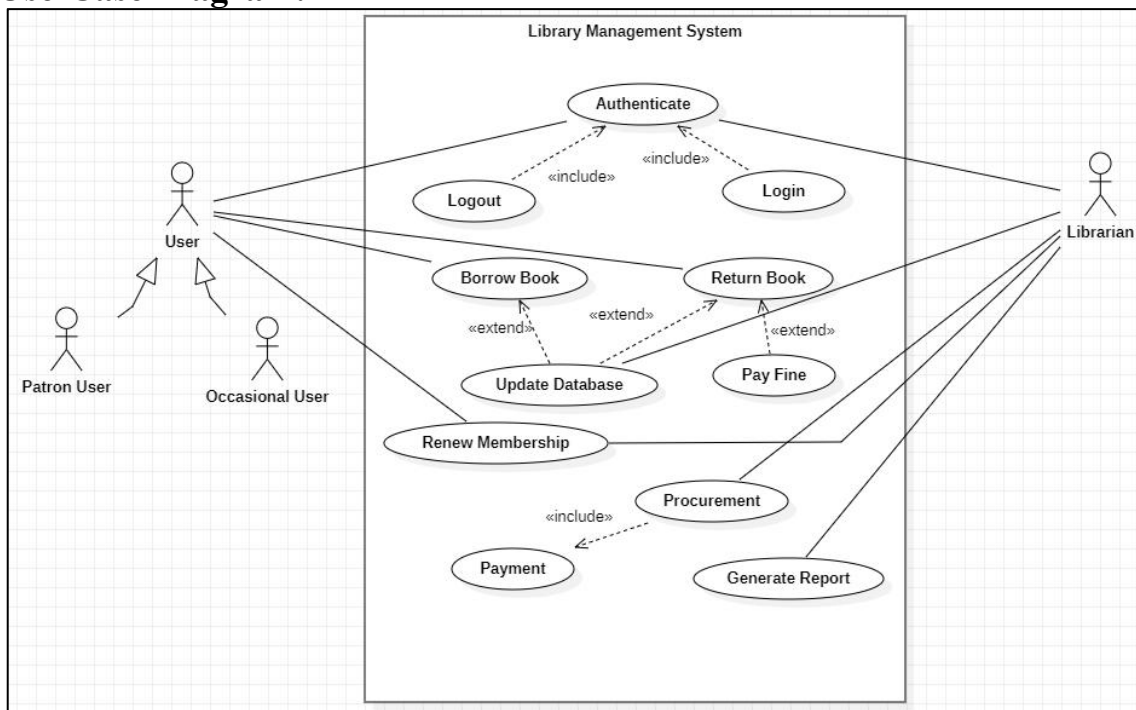 Use Case Diagram:
Library Management System
Authenticate
«include»
«include»
Logout
Login
User
Librarian
Borrow Book
Return Book
«extend»
«extend»
«extend»
Patron User
Occasional User
Update Database
Pay Fine
Renew Membership
Procurement
«include»
Payment
Generate Report